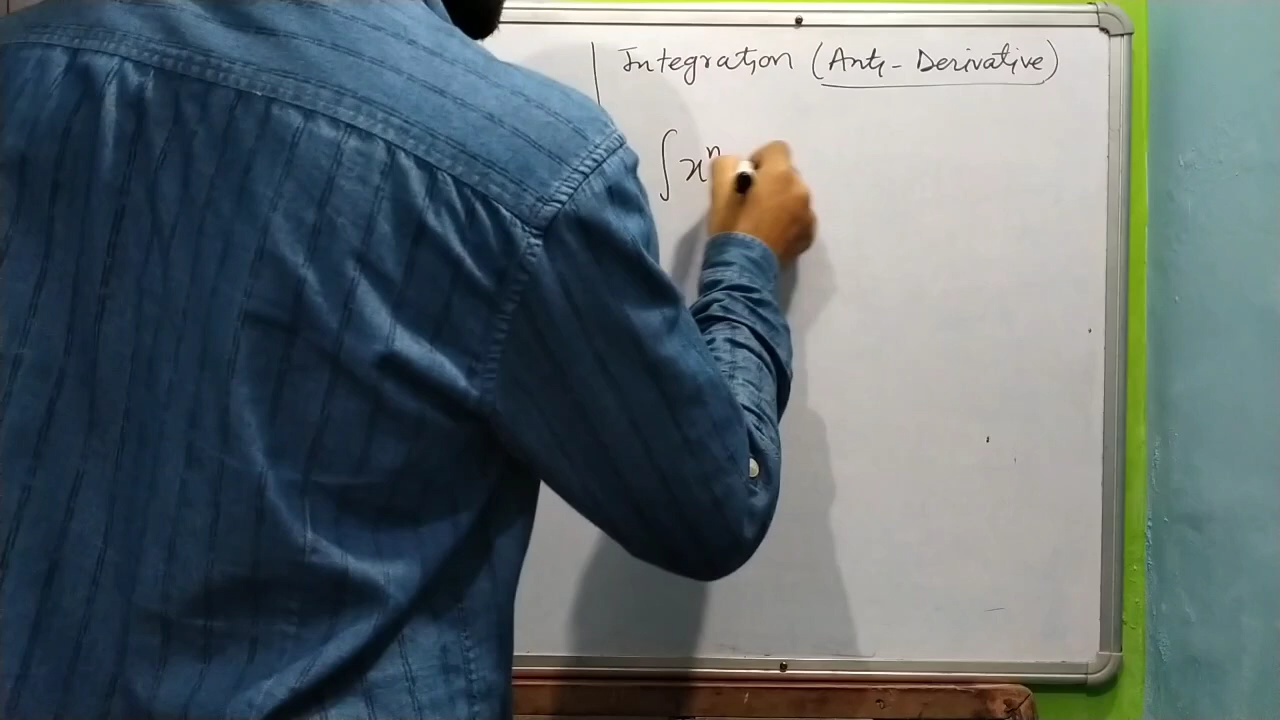 Integration (Anti - Derivative)
∫xⁿ